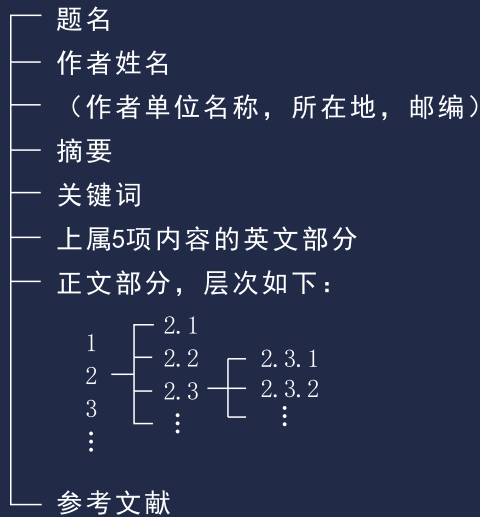 题名
作者姓名
（作者单位名称，所在地，邮编）
摘要
关键词
上属5项内容的英文部分
正文部分，层次如下：
1
2
3
⋮
2.1
2.2
2.3
⋮
2.3.1
2.3.2
⋮
参考文献